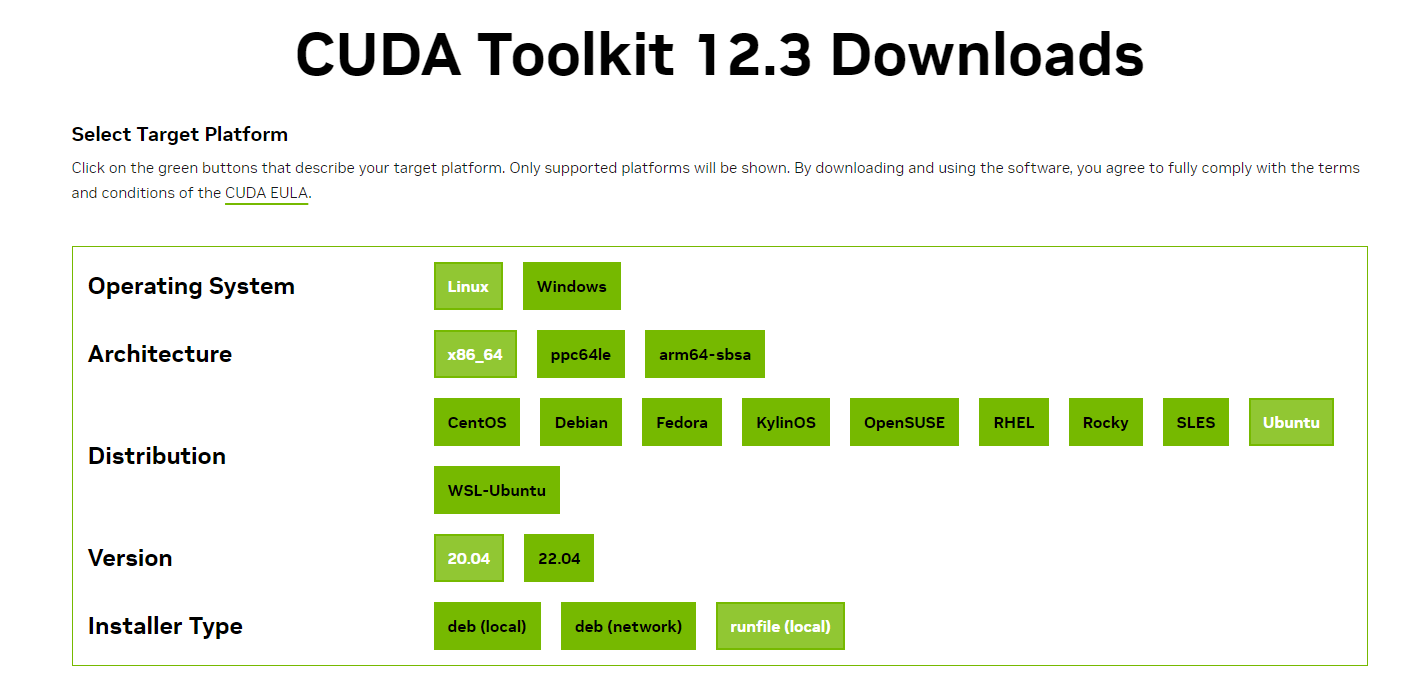 CUDA Toolkit 12.3 Downloads
Select Target Platform
Click on the green buttons that describe your target platform. Only supported platforms will be shown. By downloading and using the software, you agree to fully comply with the terms
and conditions of the CUDA EULA.
Operating System Linux Windows
Architecture x86_64 ppc64le arm64-sbsa
Distribution CentOS Debian Fedora KylinOS OpenSUSE RHEL Rocky SLES Ubuntu
WSL-Ubuntu
Version 20.04 22.04
Installer Type deb (local) deb (network) runfile (local)